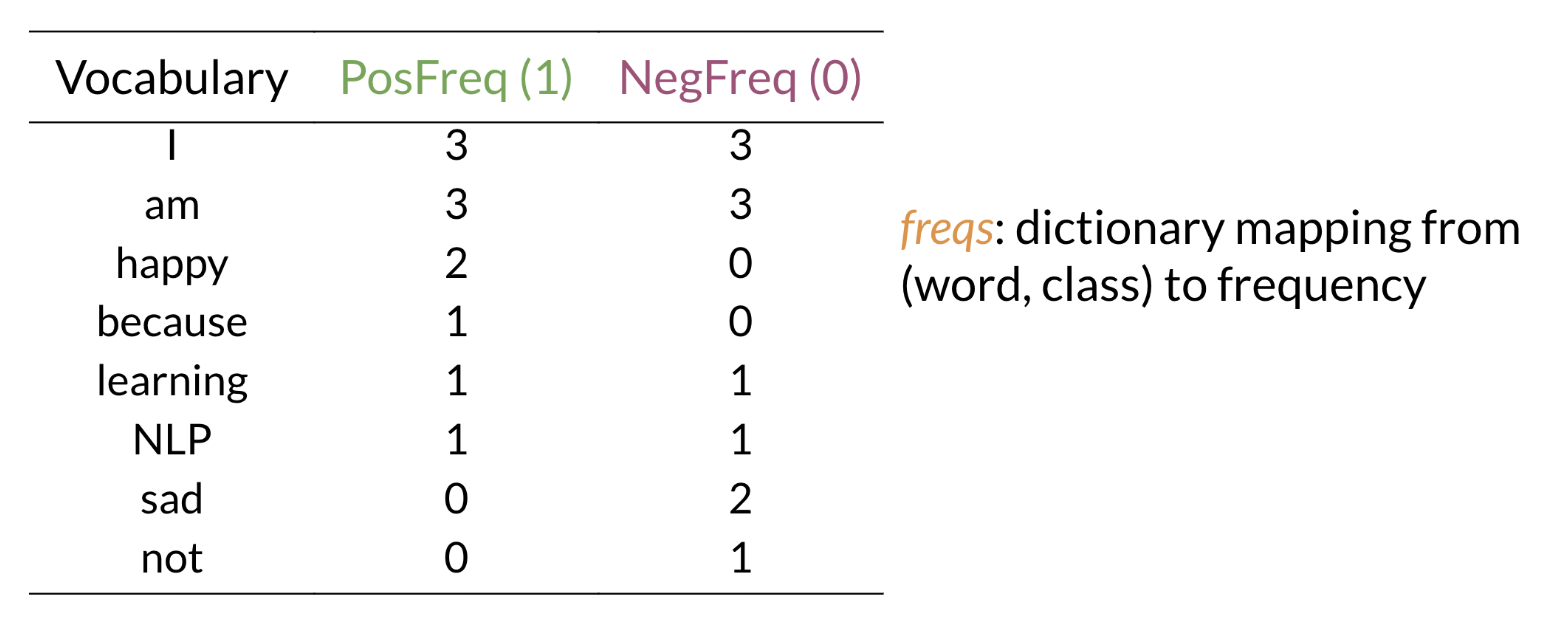 Vocabulary PosFreq (1) NegFreq (0)
I 3 3
am 3 3
happy 2 0
because 1 0
learning 1 1
NLP 1 1
sad 0 2
not 0 1
freqs: dictionary mapping from
(word, class) to frequency